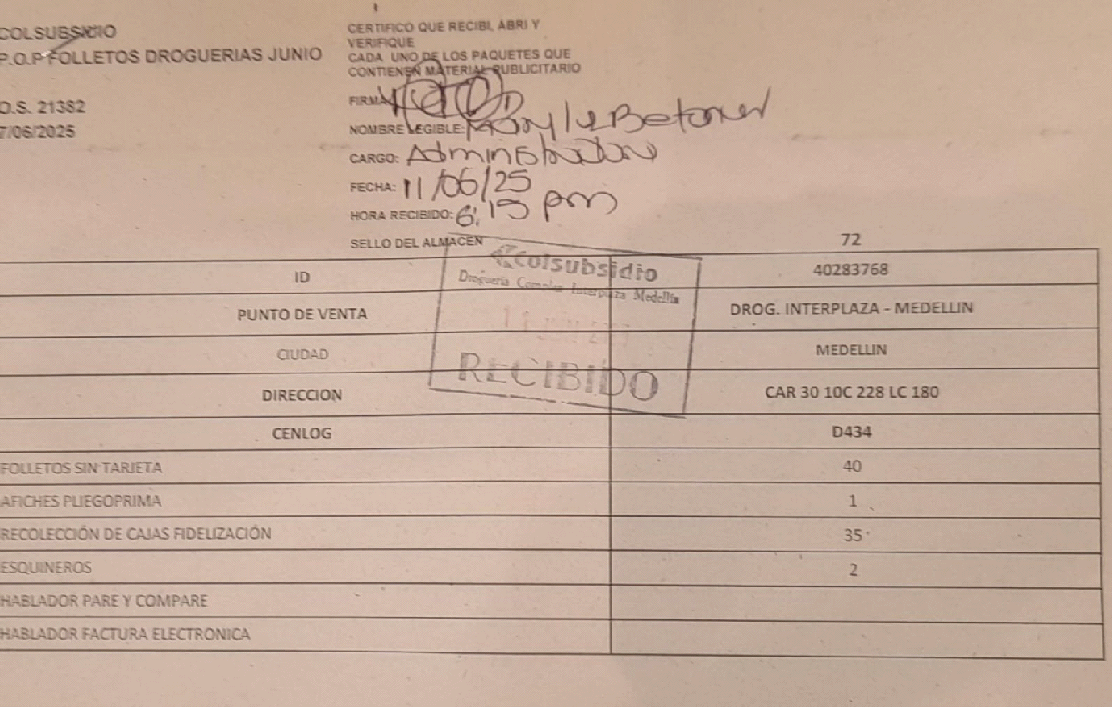 COLSUBSIDIO
P.O.P FOLLETOS DROGUERIAS JUNIO
O.S. 21382
7/06/2025
CERTIFICO QUE RECIBI, ABRI Y
VERIFIQUE
CADA UNO DE LOS PAQUETES QUE
CONTIENEN MATERIAL PUBLICITARIO
FIRMA
NOMBRE LEGIBLE:
CARGO:
FECHA: 11/06/25
HORA RECIBIDO: 6:15 pm
SELLO DEL ALMACEN
72
colsubsidio
Droguería Interplaza Medellín
RECIBIDO
ID 40283768
PUNTO DE VENTA DROG. INTERPLAZA - MEDELLIN
CIUDAD MEDELLIN
DIRECCION CAR 30 10C 228 LC 180
CENLOG D434
FOLLETOS SIN TARJETA 40
AFICHES PLIEGOPRIMA 1
RECOLECCIÓN DE CAJAS FIDELIZACIÓN 35
ESQUINEROS 2
HABLADOR PARE Y COMPARE
HABLADOR FACTURA ELECTRONICA